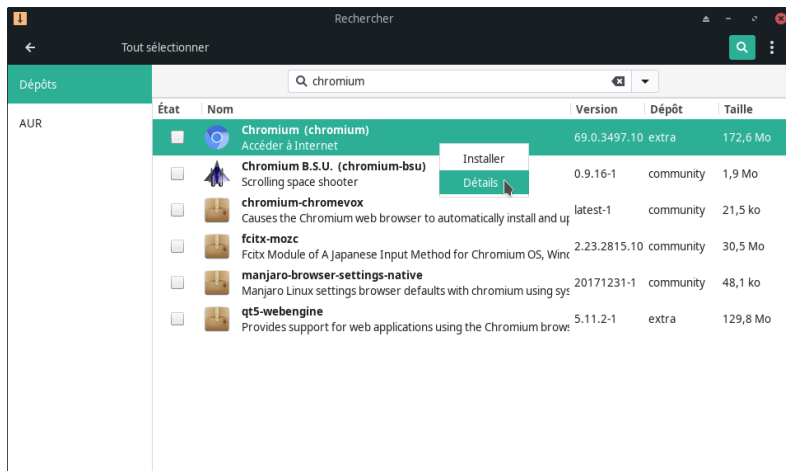 Rechercher
Tout sélectionner
Dépôts
AUR
chromium
État Nom Version Dépôt Taille
Chromium (chromium)
Accéder à Internet
69.0.3497.10 extra 172,6 Mo
Installer
Détails
Chromium B.S.U. (chromium-bsu)
Scrolling space shooter
0.9.16-1 community 1,9 Mo
chromium-chromevox
Causes the Chromium web browser to automatically install and up
latest-1 community 21,5 ko
fcitx-mozc
Fcitx Module of A Japanese Input Method for Chromium OS, Wind
2.23.2815.10 community 30,5 Mo
manjaro-browser-settings-native
Manjaro Linux settings browser defaults with chromium using sys
20171231-1 community 48,1 ko
qt5-webengine
Provides support for web applications using the Chromium brows
5.11.2-1 extra 129,8 Mo